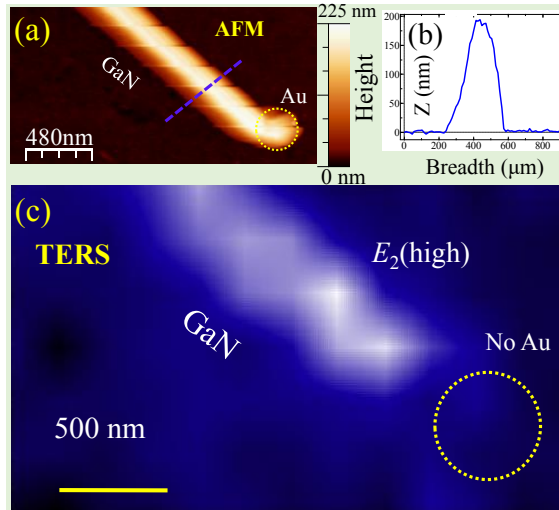 (a)
AFM
GaN
Au
480nm
225 nm
Height
0 nm
(b)
Z (nm)
200
150
100
50
0
0 200 400 600 800
Breadth (μm)
(c)
TERS
E2(high)
GaN
No Au
500 nm